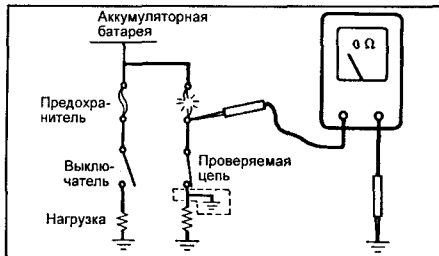 Аккумуляторная
батарея
0 Ω
Предохра-
нитель
Выклю-
чатель
Проверяемая
цепь
Нагрузка